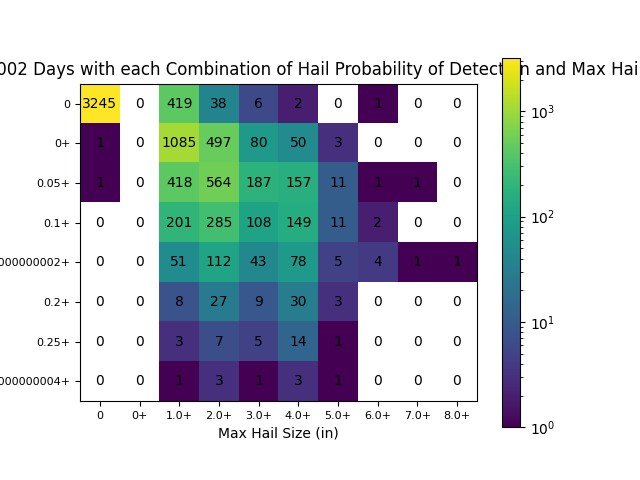 002 Days with each Combination of Hail Probability of Detection and Max Hai
0 3245 0 419 38 6 2 0 1 0 0
0+ 1 0 1085 497 80 50 3 0 0 0
0.05+ 1 0 418 564 187 157 11 1 1 0
0.1+ 0 0 201 285 108 149 11 2 0 0
000000002+ 0 0 51 112 43 78 5 4 1 1
0.2+ 0 0 8 27 9 30 3 0 0 0
0.25+ 0 0 3 7 5 14 1 0 0 0
000000004+ 0 0 1 3 1 3 1 0 0 0
0 0+ 1.0+ 2.0+ 3.0+ 4.0+ 5.0+ 6.0+ 7.0+ 8.0+
Max Hail Size (in)
10³
10²
10¹
10⁰